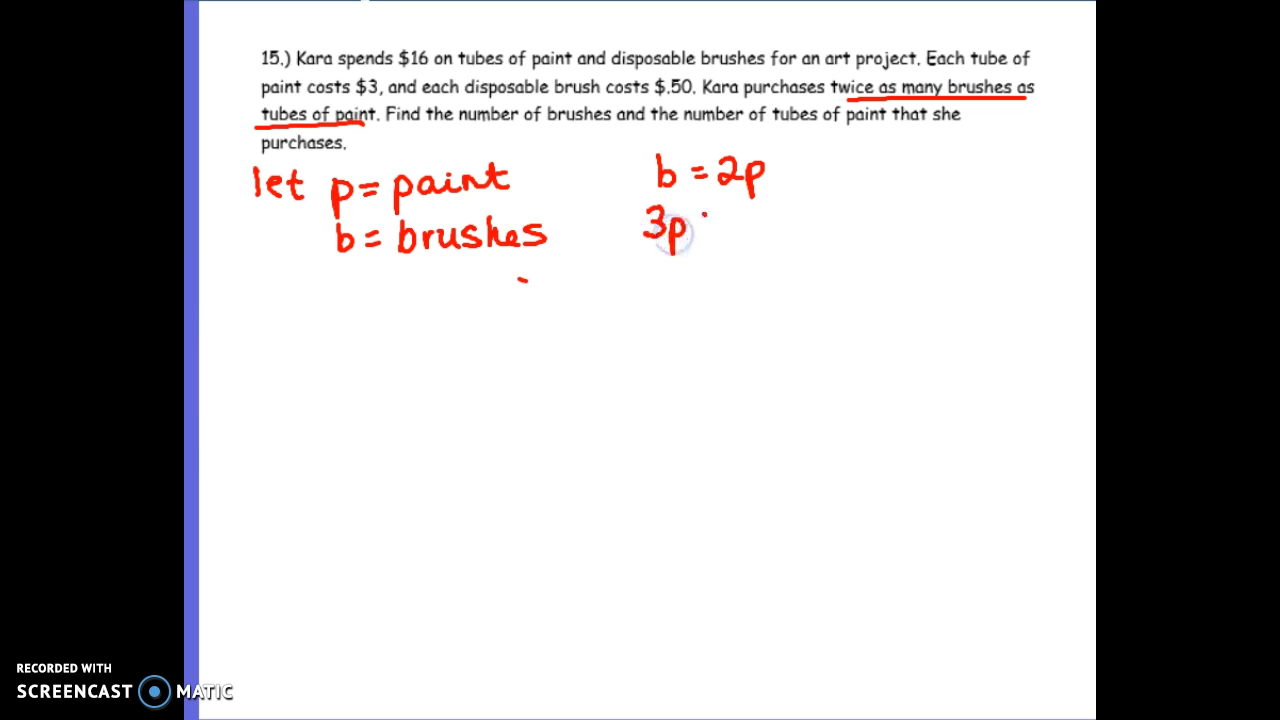 15.) Kara spends $16 on tubes of paint and disposable brushes for an art project. Each tube of
paint costs $3, and each disposable brush costs $.50. Kara purchases twice as many brushes as
tubes of paint. Find the number of brushes and the number of tubes of paint that she
purchases.
let p = paint
b = brushes
b = 2p
3p
RECORDED WITH
SCREENCAST MATIC